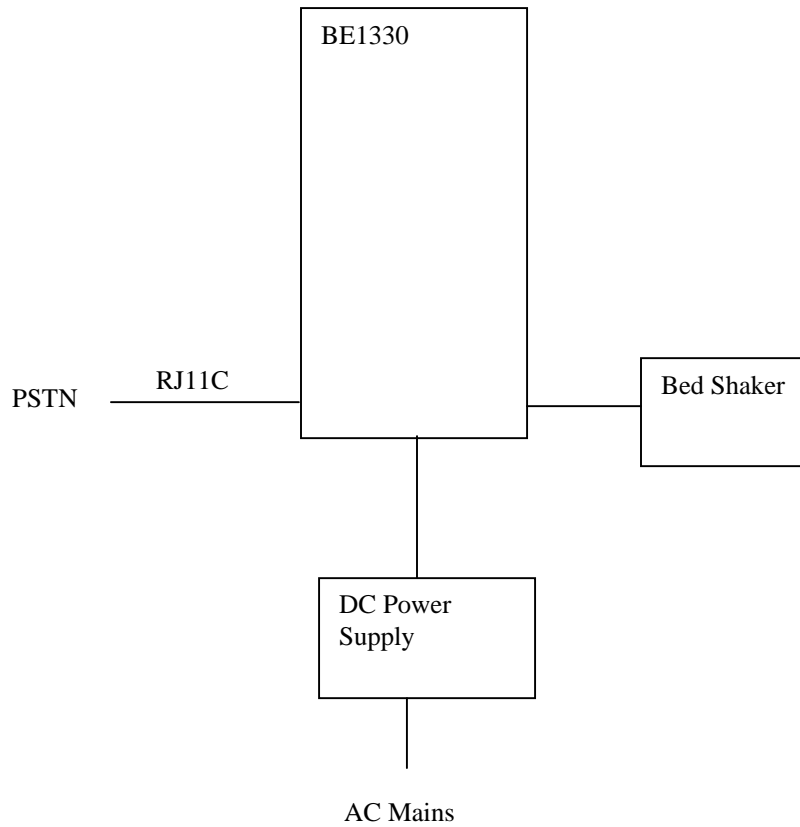 BE1330
RJ11C
PSTN
Bed Shaker
DC Power
Supply
AC Mains